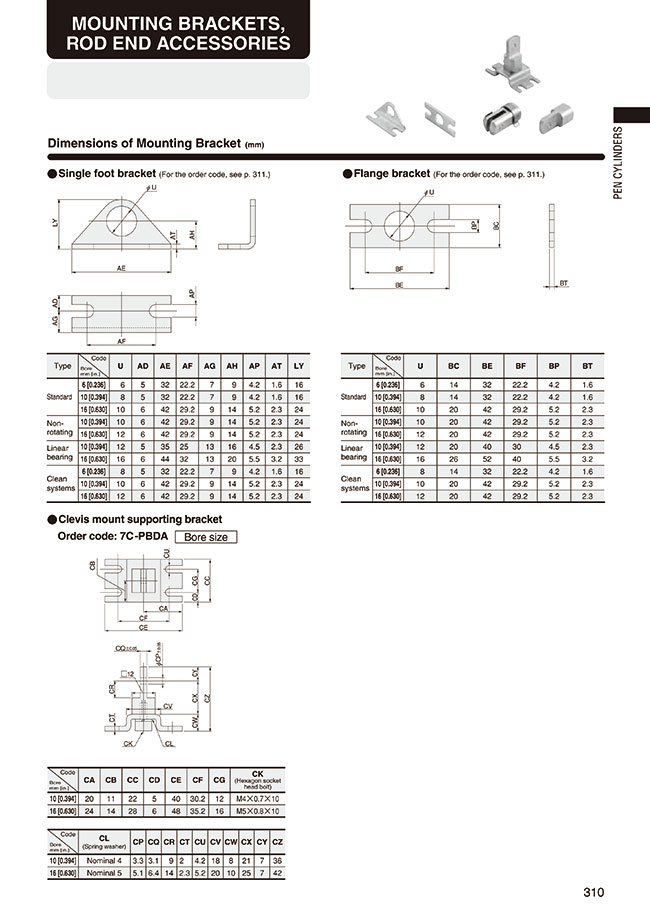 MOUNTING BRACKETS,
ROD END ACCESSORIES
PEN CYLINDERS
Dimensions of Mounting Bracket (mm)
●Single foot bracket (For the order code, see p. 311.)
φU
LY
AT
AH
AE
AD
AP
AG
AF
Type Code Bore mm [in.] U AD AE AF AG AH AP AT LY
Standard 6 [0.236] 6 5 32 22.2 7 9 4.2 1.6 16
10 [0.394] 8 5 32 22.2 7 9 4.2 1.6 16
16 [0.630] 10 6 42 29.2 9 14 5.2 2.3 24
Non-rotating 10 [0.394] 10 6 42 29.2 9 14 5.2 2.3 24
16 [0.630] 12 6 42 29.2 9 14 5.2 2.3 24
Linear bearing 10 [0.394] 12 5 35 25 13 16 4.5 2.3 26
16 [0.630] 16 6 44 32 13 20 5.5 3.2 33
Clean systems 6 [0.236] 8 5 32 22.2 7 9 4.2 1.6 16
10 [0.394] 10 6 42 29.2 9 14 5.2 2.3 24
16 [0.630] 12 6 42 29.2 9 14 5.2 2.3 24
●Flange bracket (For the order code, see p. 311.)
φU
BP
BC
BF
BE
BT
Type Code Bore mm [in.] U BC BE BF BP BT
Standard 6 [0.236] 6 14 32 22.2 4.2 1.6
10 [0.394] 8 14 32 22.2 4.2 1.6
16 [0.630] 10 20 42 29.2 5.2 2.3
Non-rotating 10 [0.394] 10 20 42 29.2 5.2 2.3
16 [0.630] 12 20 42 29.2 5.2 2.3
Linear bearing 10 [0.394] 12 20 40 30 4.5 2.3
16 [0.630] 16 26 52 40 5.5 3.2
Clean systems 6 [0.236] 8 14 32 22.2 4.2 1.6
10 [0.394] 10 20 42 29.2 5.2 2.3
16 [0.630] 12 20 42 29.2 5.2 2.3
●Clevis mount supporting bracket
Order code: 7C-PBDA Bore size
CU
CB
CG
CC
CD
CA
CF
CE
CQ
φCP
□12
CR
CY
CX
CZ
CV
CT
CW
CK
CL
Code Bore mm [in.] CA CB CC CD CE CF CG CK (Hexagon socket head bolt)
10 [0.394] 20 11 22 5 40 30.2 12 M4×0.7×10
16 [0.630] 24 14 28 6 48 35.2 16 M5×0.8×10
Code Bore mm [in.] CL (Spring washer) CP CQ CR CT CU CV CW CX CY CZ
10 [0.394] Nominal 4 3.3 3.1 9 2 4.2 18 8 21 7 36
16 [0.630] Nominal 5 5.1 6.4 14 2.3 5.2 20 10 25 7 42
310